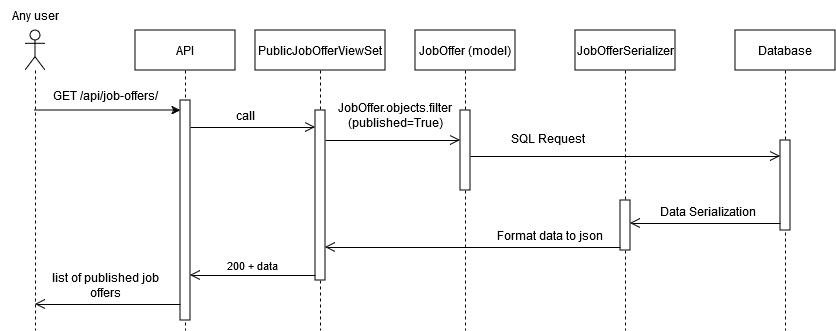 Any user
API
PublicJobOfferViewSet
JobOffer (model)
JobOfferSerializer
Database
GET /api/job-offers/
call
JobOffer.objects.filter
(published=True)
SQL Request
Data Serialization
Format data to json
200 + data
list of published job
offers